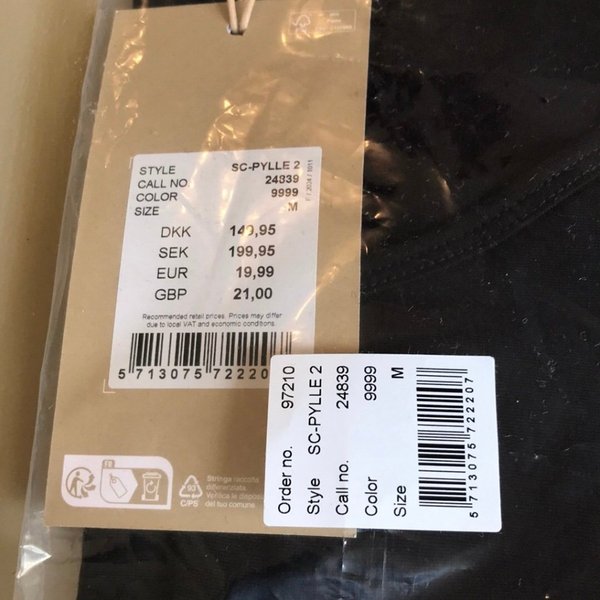 STYLE SC-PYLLE 2
CALL NO 24839
COLOR 9999
SIZE M
DKK 149,95
SEK 199,95
EUR 19,99
GBP 21,00
Recommended retail prices. Prices may differ
due to local VAT and economic conditions.
5 713075 72220
Order no. 97210
Style SC-PYLLE 2
Call no. 24839
Color 9999
Size M
5 713075 722207
FR
93
C/PS
Stringa raccolta
differenziata.
Verifica le disposi
del tuo comune.